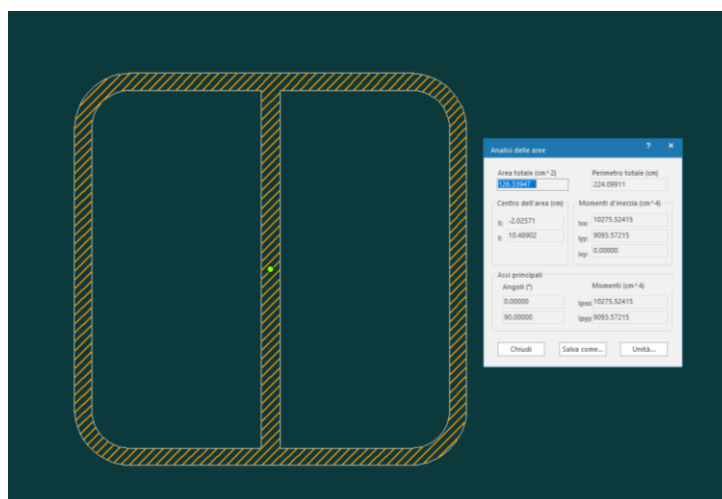 Analisi delle aree ? ×
Area totale (cm^2) Perimetro totale (cm)
126.33947 224.09911
Centro dell'area (cm) Momenti d'inerzia (cm^4)
X: -2.02571 Ixx: 10275.52415
Y: 10.48902 Iyy: 9093.57215
Ixy: 0.00000
Assi principali
Angoli (°) Momenti (cm^4)
0.00000 Ipxx: 10275.52415
90.00000 Ipyy: 9093.57215
Chiudi Salva come... Unità...